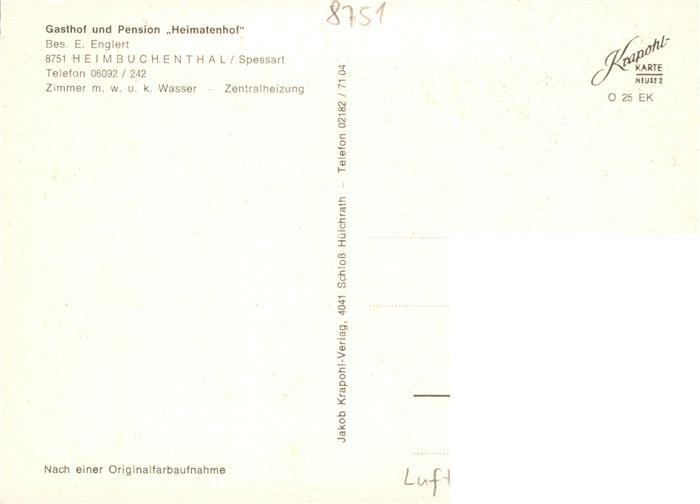 8751
Gasthof und Pension „Heimatenhof“
Bes. E. Englert
8751 HEIMBUCHENTHAL / Spessart
Telefon 06092 / 242
Zimmer m. w. u. k. Wasser – Zentralheizung
Krapohl-
KARTE
NEUSS 2
O 25 EK
Jakob Krapohl-Verlag, 4041 Schloß Hülchrath – Telefon 02182 / 71 04
Nach einer Originalfarbaufnahme
Luft